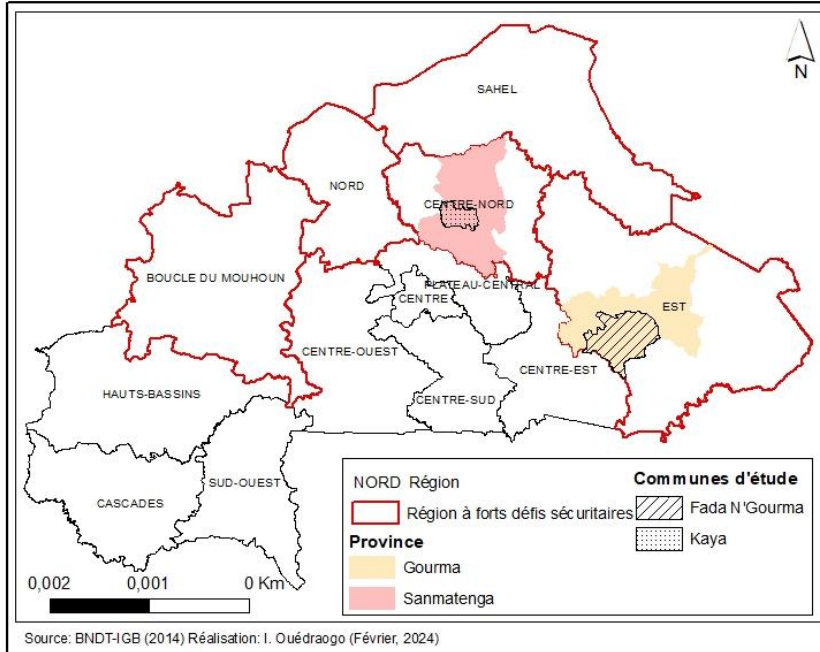 N
SAHEL
NORD
CENTRE-NORD
BOUCLE DU MOUHOUN
PLATEAU-CENTRAL
CENTRE
EST
CENTRE-OUEST
CENTRE-EST
HAUTS-BASSINS
CENTRE-SUD
SUD-OUEST
CASCADES
NORD Région
Région à forts défis sécuritaires
Province
Gourma
Sanmatenga
Communes d'étude
Fada N'Gourma
Kaya
0,002 0,001 0 Km
Source: BNDT-IGB (2014) Réalisation: I. Ouédraogo (Février, 2024)